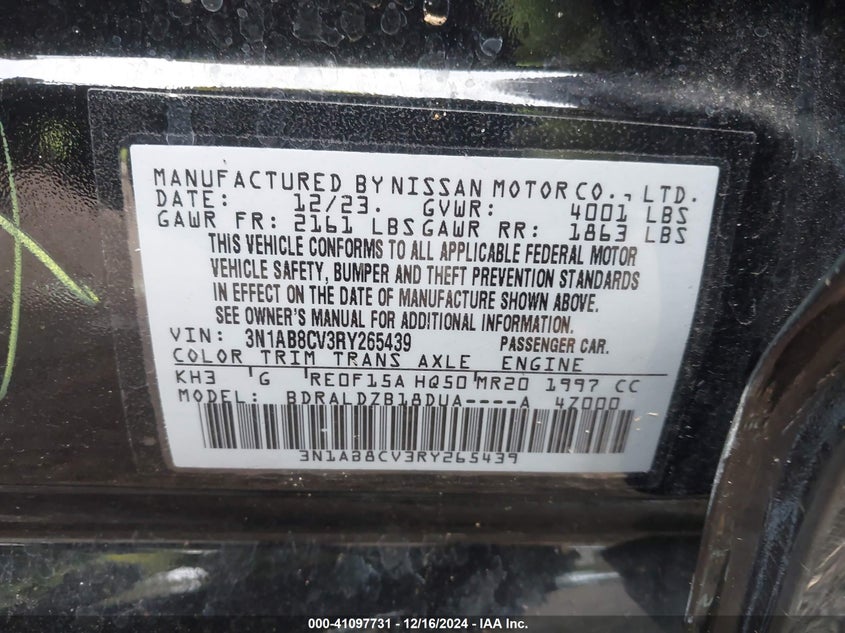 MANUFACTURED BY NISSAN MOTOR CO., LTD.
DATE: 12/23. GVWR: 4001 LBS
GAWR FR: 2161 LBS GAWR RR: 1863 LBS
THIS VEHICLE CONFORMS TO ALL APPLICABLE FEDERAL MOTOR
VEHICLE SAFETY, BUMPER AND THEFT PREVENTION STANDARDS
IN EFFECT ON THE DATE OF MANUFACTURE SHOWN ABOVE.
SEE OWNER'S MANUAL FOR ADDITIONAL INFORMATION.
VIN: 3N1AB8CV3RY265439 PASSENGER CAR.
COLOR TRIM TRANS AXLE ENGINE
KH3 G RE0F15A HQ50 MR20 1997 CC
MODEL: BDRALDZB18DUA----A 4Z000
3N1AB8CV3RY265439
000-41097731 - 12/16/2024 - IAA Inc.